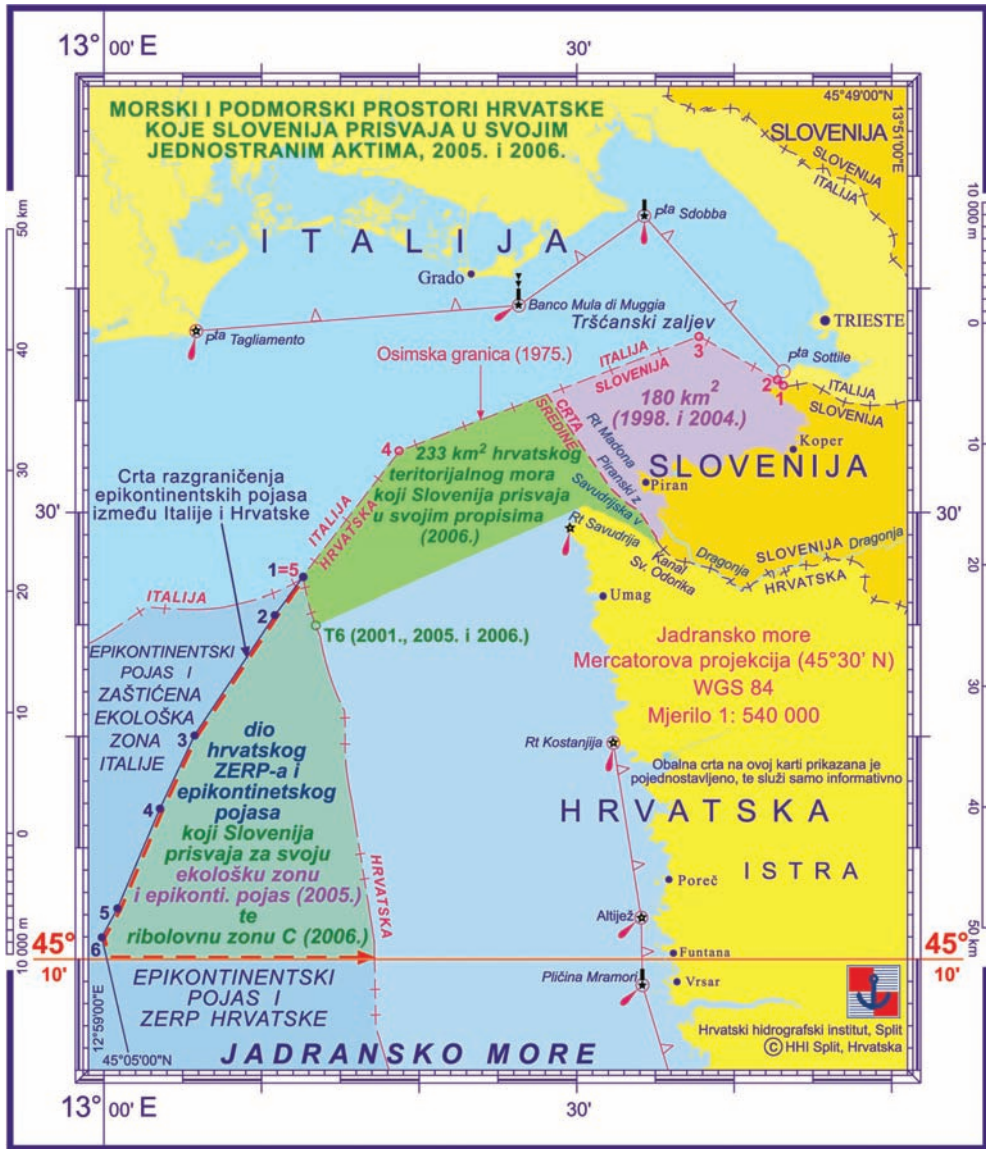 13° 00' E
30'
MORSKI I PODMORSKI PROSTORI HRVATSKE
KOJE SLOVENIJA PRISVAJA U SVOJIM
JEDNOSTRANIM AKTIMA, 2005. i 2006.
45°49'00"N
13°51'00"E
SLOVENIJA
SLOVENIJA
ITALIJA
50 km
10 000 m
Pta Sdobba
ITALIJA
Grado
Banco Mula di Muggia
Tršćanski zaljev
TRIESTE
0
Pta Tagliamento
40
Osimska granica (1975.)
ITALIJA
SLOVENIJA
3
Pta Sottile
2
1
ITALIJA
SLOVENIJA
180 km2
(1998. i 2004.)
CRTA
SREDINE
Rt Madona
Piranski z
Savudrijska v
Koper
10
SLOVENIJA
Piran
4
233 km2 hrvatskog
teritorijalnog mora
koji Slovenija prisvaja
u svojim propisima
(2006.)
30
Crta razgraničenja
epikontinentskih pojasa
između Italije i Hrvatske
30'
30'
ITALIJA
HRVATSKA
Rt Savudrija
Kanal
Sv. Odorika
Dragonja
SLOVENIJA
Dragonja
HRVATSKA
20
20
1=5
ITALIJA
2
Umag
T6 (2001., 2005. i 2006.)
EPIKONTINENTSKI
POJAS I
ZAŠTIĆENA
EKOLOŠKA
ZONA
ITALIJE
Jadransko more
Mercatorova projekcija (45°30' N)
WGS 84
Mjerilo 1: 540 000
10
30
3
Rt Kostanjija
dio
hrvatskog
ZERP-a i
epikontinetskog
pojasa
koji Slovenija
prisvaja za svoju
ekološku zonu
i epikonti. pojas (2005.)
te
ribolovnu zonu C (2006.)
Obalna crta na ovoj karti prikazana je
pojednostavljeno, te služi samo informativno
HRVATSKA
4
0
40
HRVATSKA
ISTRA
Poreč
5
Altijež
6
10 000 m
50 km
45°
10'
Funtana
45°
10'
EPIKONTINENTSKI
POJAS I
ZERP HRVATSKE
Pličina Mramori
Vrsar
12°59'00"E
45°05'00"N
Hrvatski hidrografski institut, Split
© HHI Split, Hrvatska
JADRANSKO MORE
13° 00' E
30'